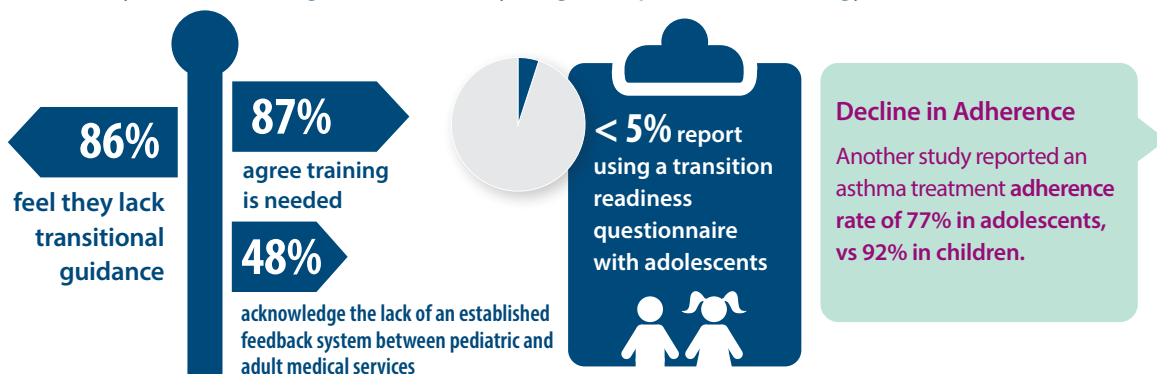 86%
feel they lack
transitional
guidance
87%
agree training
is needed
48%
acknowledge the lack of an established
feedback system between pediatric and
adult medical services
< 5% report
using a transition
readiness
questionnaire
with adolescents
Decline in Adherence
Another study reported an
asthma treatment adherence
rate of 77% in adolescents,
vs 92% in children.